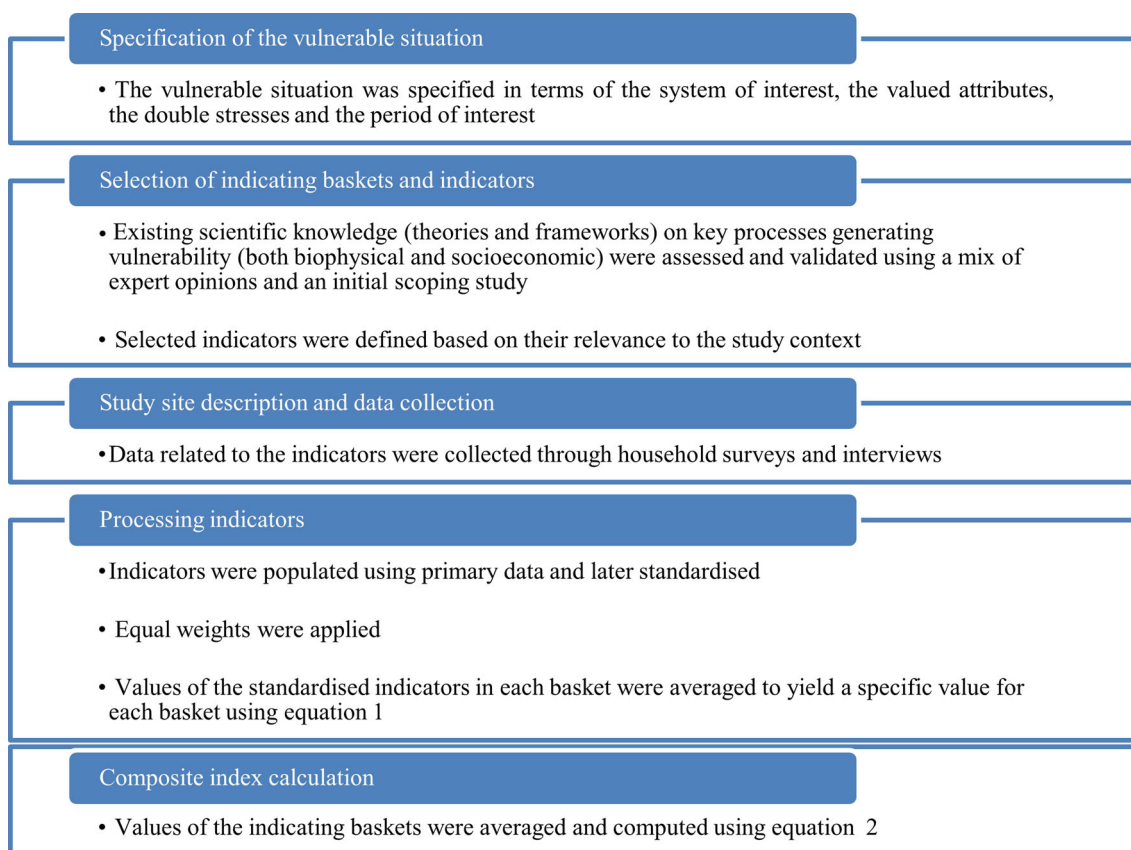 Specification of the vulnerable situation
• The vulnerable situation was specified in terms of the system of interest, the valued attributes,
the double stresses and the period of interest
Selection of indicating baskets and indicators
• Existing scientific knowledge (theories and frameworks) on key processes generating
vulnerability (both biophysical and socioeconomic) were assessed and validated using a mix of
expert opinions and an initial scoping study
• Selected indicators were defined based on their relevance to the study context
Study site description and data collection
•Data related to the indicators were collected through household surveys and interviews
Processing indicators
•Indicators were populated using primary data and later standardised
• Equal weights were applied
• Values of the standardised indicators in each basket were averaged to yield a specific value for
each basket using equation 1
Composite index calculation
• Values of the indicating baskets were averaged and computed using equation 2